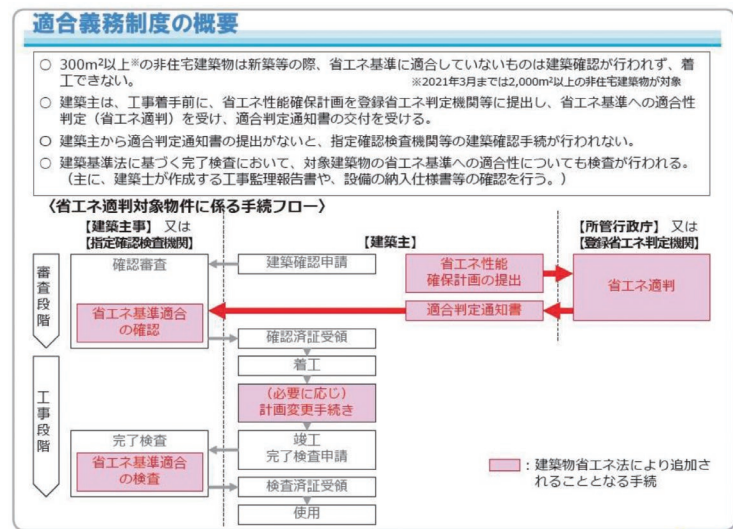 適合義務制度の概要
○ 300m²以上※の非住宅建築物は新築等の際、省エネ基準に適合していないものは建築確認が行われず、着
工できない。
※2021年3月までは2,000m²以上の非住宅建築物が対象
○ 建築主は、工事着手前に、省エネ性能確保計画を登録省エネ判定機関等に提出し、省エネ基準への適合性
判定（省エネ適判）を受け、適合判定通知書の交付を受ける。
○ 建築主から適合判定通知書の提出がないと、指定確認検査機関等の建築確認手続が行われない。
○ 建築基準法に基づく完了検査において、対象建築物の省エネ基準への適合性についても検査が行われる。
（主に、建築士が作成する工事監理報告書や、設備の納入仕様書等の確認を行う。）
〈省エネ適判対象物件に係る手続フロー〉
【建築主事】又は
【指定確認検査機関】
【建築主】
【所管行政庁】又は
【登録省エネ判定機関】
審査段階
確認審査
建築確認申請
省エネ性能
確保計画の提出
省エネ適判
省エネ基準適合
の確認
適合判定通知書
確認済証受領
着工
工事段階
（必要に応じ）
計画変更手続き
完了検査
竣工
完了検査申請
省エネ基準適合
の検査
検査済証受領
使用
：建築物省エネ法により追加さ
れることとなる手続